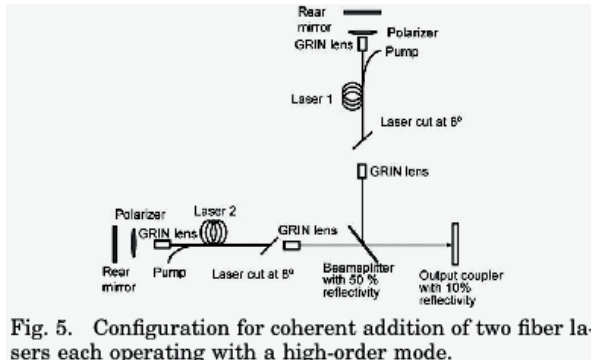 Rear
mirror
Polarizer
GRIN lens
Pump
Laser 1
Laser cut at 8º
GRIN lens
Polarizer
Laser 2
GRIN lens
GRIN lens
Rear
mirror
Pump
Laser cut at 8º
Beamsplitter
with 50 %
reflectivity
Output coupler
with 10%
reflectivity
Fig. 5. Configuration for coherent addition of two fiber la-
sers each operating with a high-order mode.